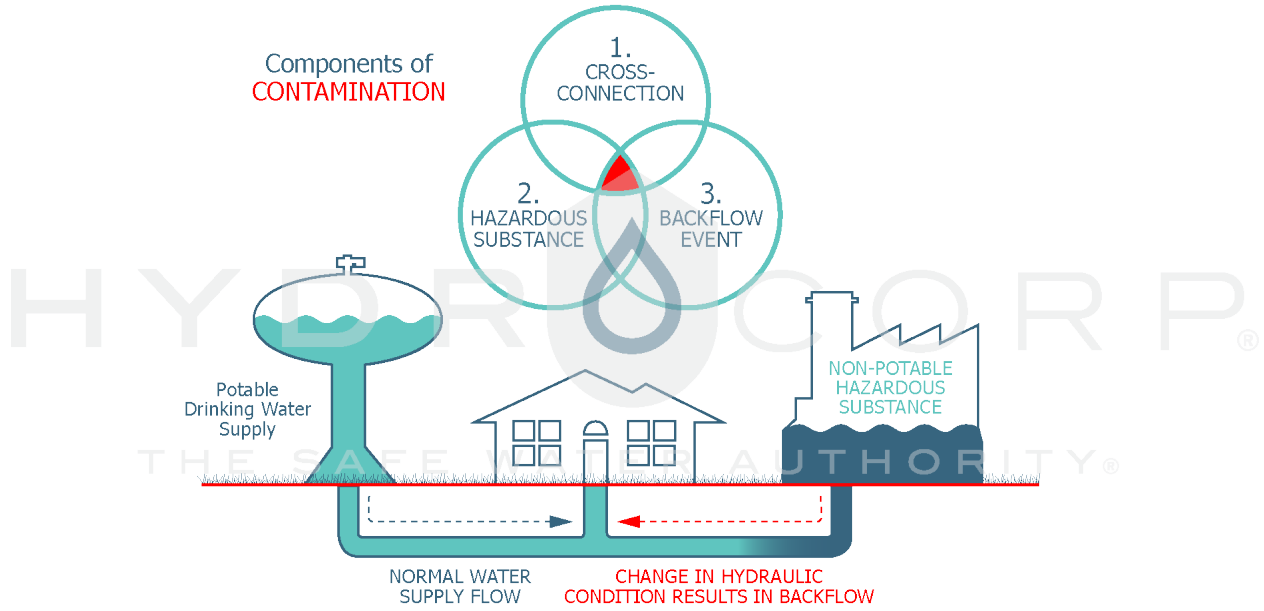 Components of
CONTAMINATION
1.
CROSS-
CONNECTION
2.
HAZARDOUS
SUBSTANCE
3.
BACKFLOW
EVENT
HYDROCORP®
Potable
Drinking Water
Supply
NON-POTABLE
HAZARDOUS
SUBSTANCE
THE SAFE WATER AUTHORITY®
NORMAL WATER
SUPPLY FLOW
CHANGE IN HYDRAULIC
CONDITION RESULTS IN BACKFLOW